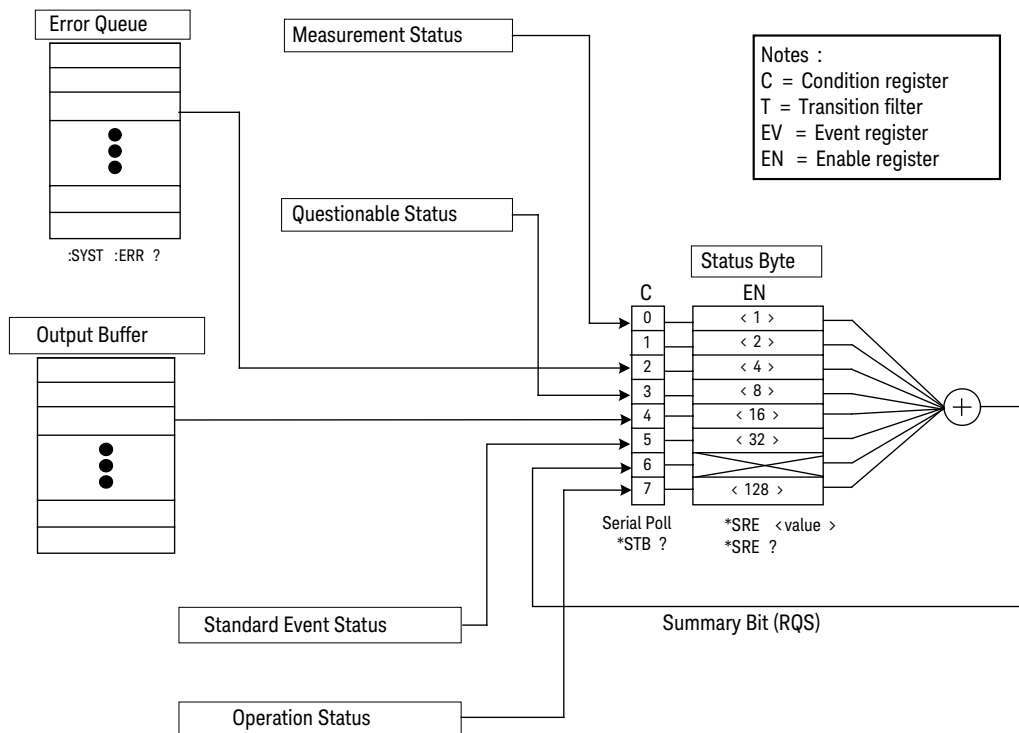 Error Queue
Measurement Status
Notes :
C = Condition register
T = Transition filter
EV = Event register
EN = Enable register
Questionable Status
:SYST :ERR ?
Status Byte
C EN
Output Buffer
0 < 1 >
1 < 2 >
2 < 4 >
3 < 8 >
4 < 16 >
5 < 32 >
6
7 < 128 >
Serial Poll
*STB ?
*SRE < value >
*SRE ?
Standard Event Status
Summary Bit (RQS)
Operation Status